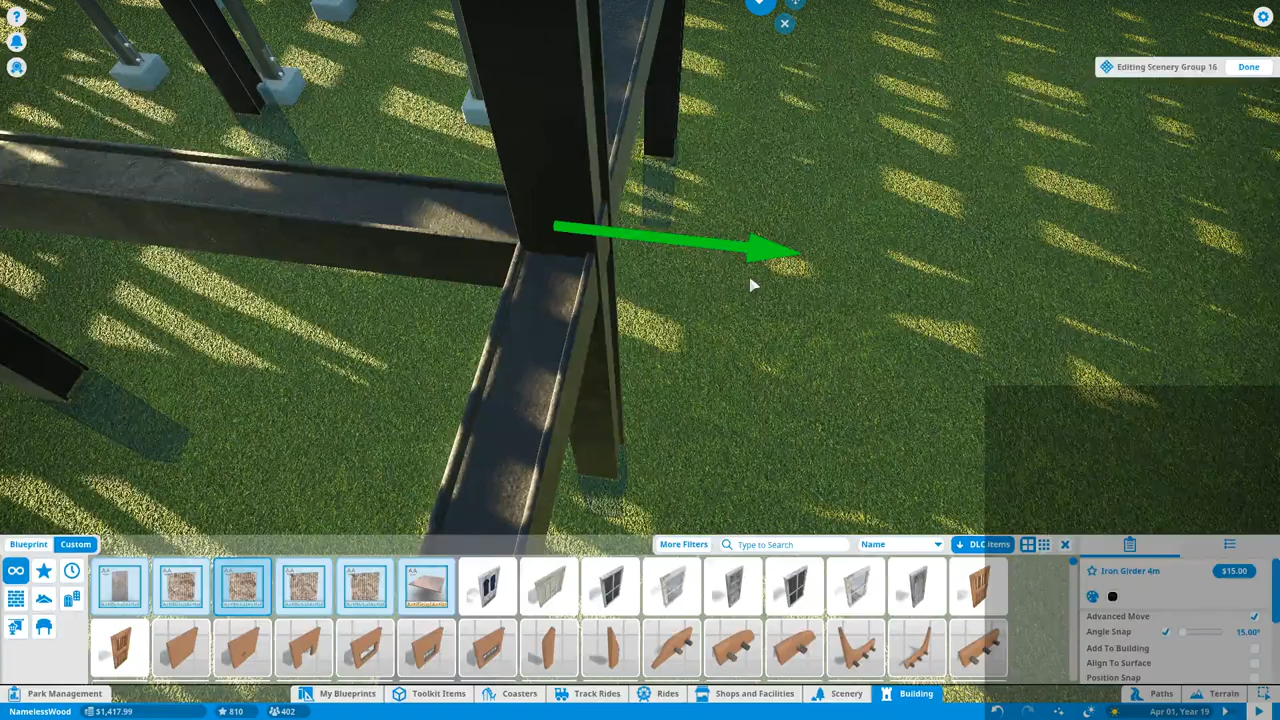 Editing Scenery Group 16 Done
Blueprint Custom More Filters Type to Search Name DLC Items
Iron Girder 4m $15.00
Advanced Move
Angle Snap 15.00°
Add To Building
Align To Surface
Position Snap
Park Management My Blueprints Toolkit Items Coasters Track Rides Rides Shops and Facilities Scenery Building Paths Terrain
NamelessWood $1,417.99 810 402 Apr 01, Year 19